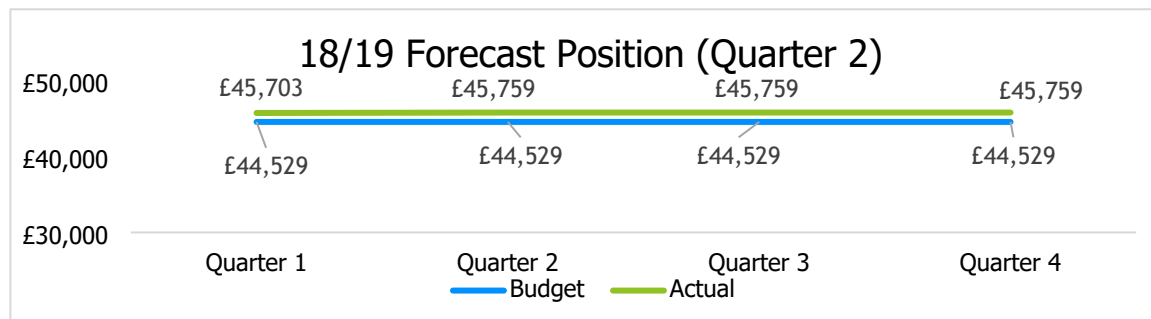 18/19 Forecast Position (Quarter 2)
£50,000
£45,703 £45,759 £45,759 £45,759
£40,000
£44,529 £44,529 £44,529 £44,529
£30,000
Quarter 1 Quarter 2 Quarter 3 Quarter 4
Budget Actual